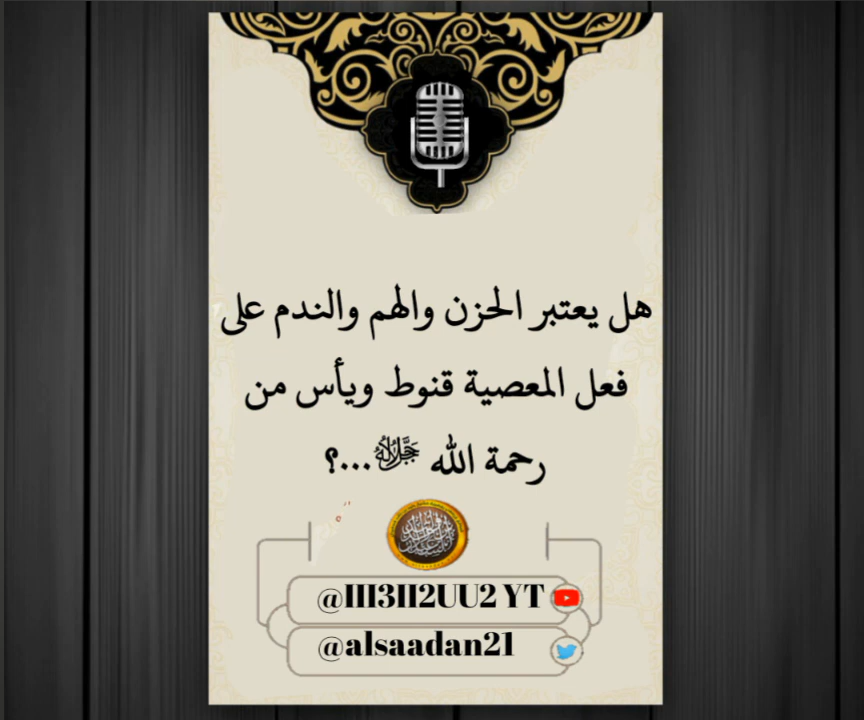 هل يعتبر الحزن والهم والندم على
فعل المعصية قنوط ويأس من
رحمة الله ﷻ...؟
@III3II2UU2 YT
@alsaadan21